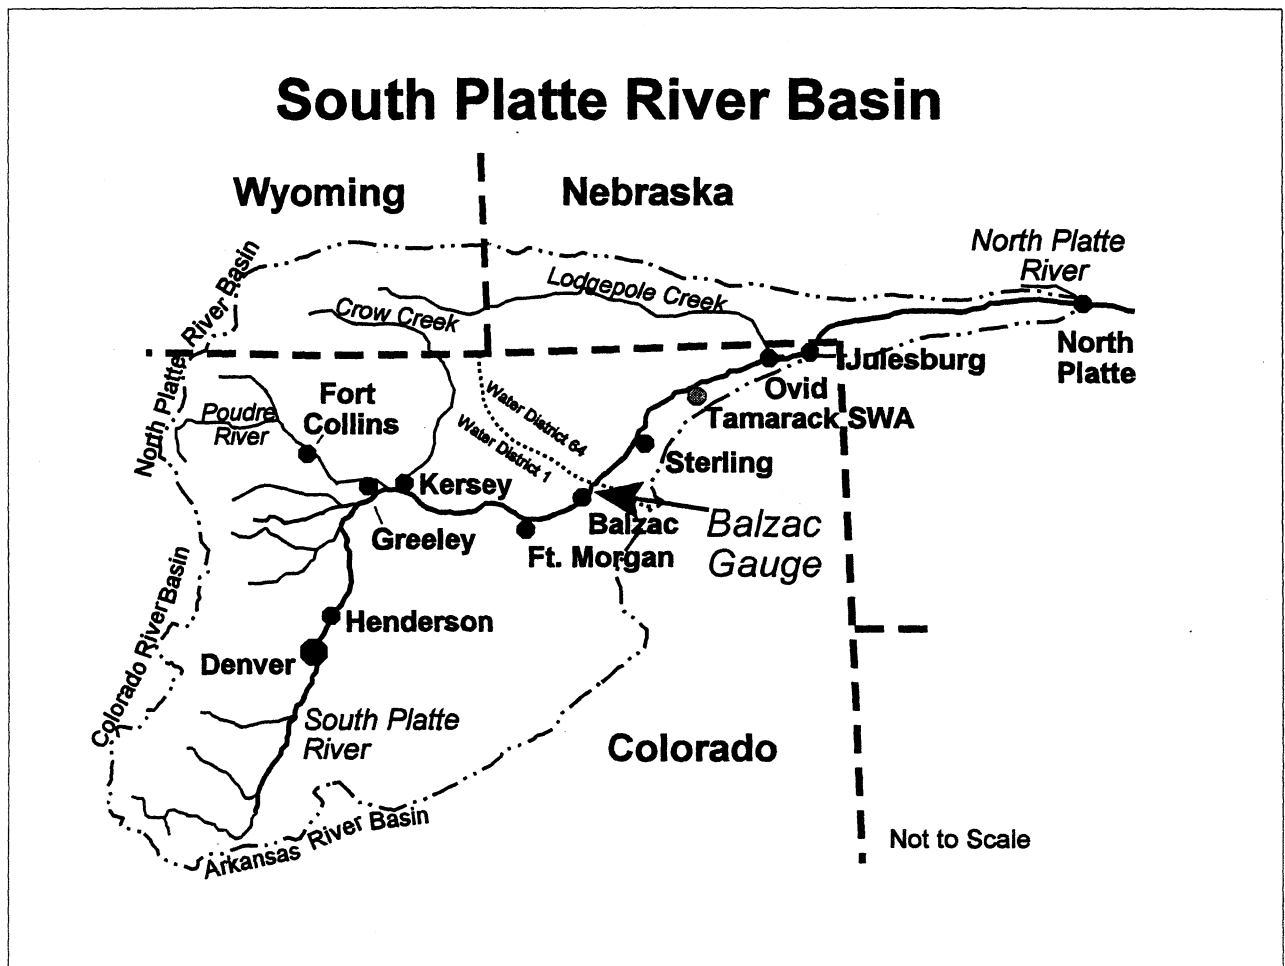 South Platte River Basin
Wyoming
Nebraska
North Platte
River
North Platte River Basin
Lodgepole Creek
Crow Creek
North
Platte
Julesburg
Ovid
Tamarack SWA
Fort
Collins
Poudre
River
Water District 64
Water District 1
Sterling
Kersey
Balzac
Balzac
Gauge
Greeley
Ft. Morgan
Colorado River Basin
Henderson
Denver
South Platte
River
Colorado
Arkansas River Basin
Not to Scale